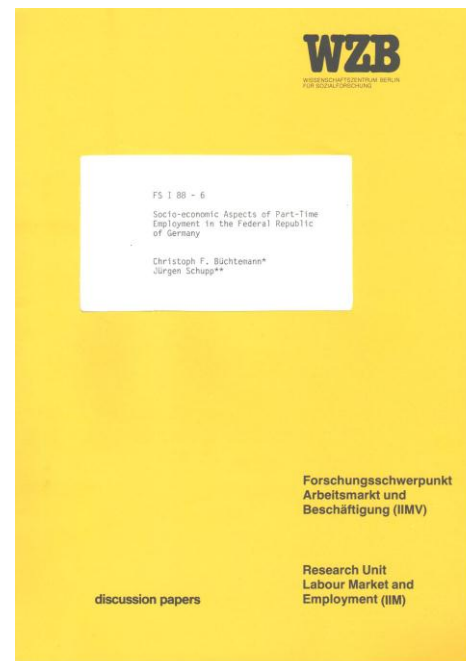 WZB
WISSENSCHAFTSZENTRUM BERLIN
FÜR SOZIALFORSCHUNG
FS I 88 - 6
Socio-economic Aspects of Part-Time
Employment in the Federal Republic
of Germany
Christoph F. Büchtemann*
Jürgen Schupp**
Forschungsschwerpunkt
Arbeitsmarkt und
Beschäftigung (IIMV)
Research Unit
Labour Market and
Employment (IIM)
discussion papers